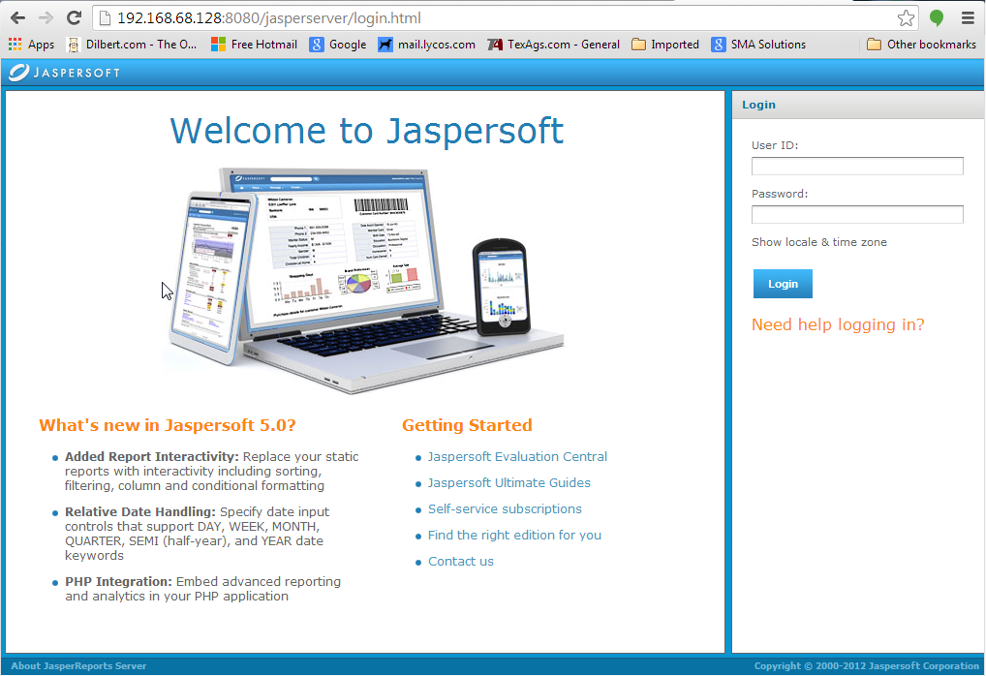 192.168.68.128:8080/jasperserver/login.html
Apps Dilbert.com - The O... Free Hotmail Google mail.lycos.com TexAgs.com - General Imported SMA Solutions Other bookmarks
JASPERSOFT
Welcome to Jaspersoft
What's new in Jaspersoft 5.0?
Added Report Interactivity: Replace your static
reports with interactivity including sorting,
filtering, column and conditional formatting
Relative Date Handling: Specify date input
controls that support DAY, WEEK, MONTH,
QUARTER, SEMI (half-year), and YEAR date
keywords
PHP Integration: Embed advanced reporting
and analytics in your PHP application
Getting Started
Jaspersoft Evaluation Central
Jaspersoft Ultimate Guides
Self-service subscriptions
Find the right edition for you
Contact us
Login
User ID:
Password:
Show locale & time zone
Login
Need help logging in?
About JasperReports Server
Copyright © 2000-2012 Jaspersoft Corporation